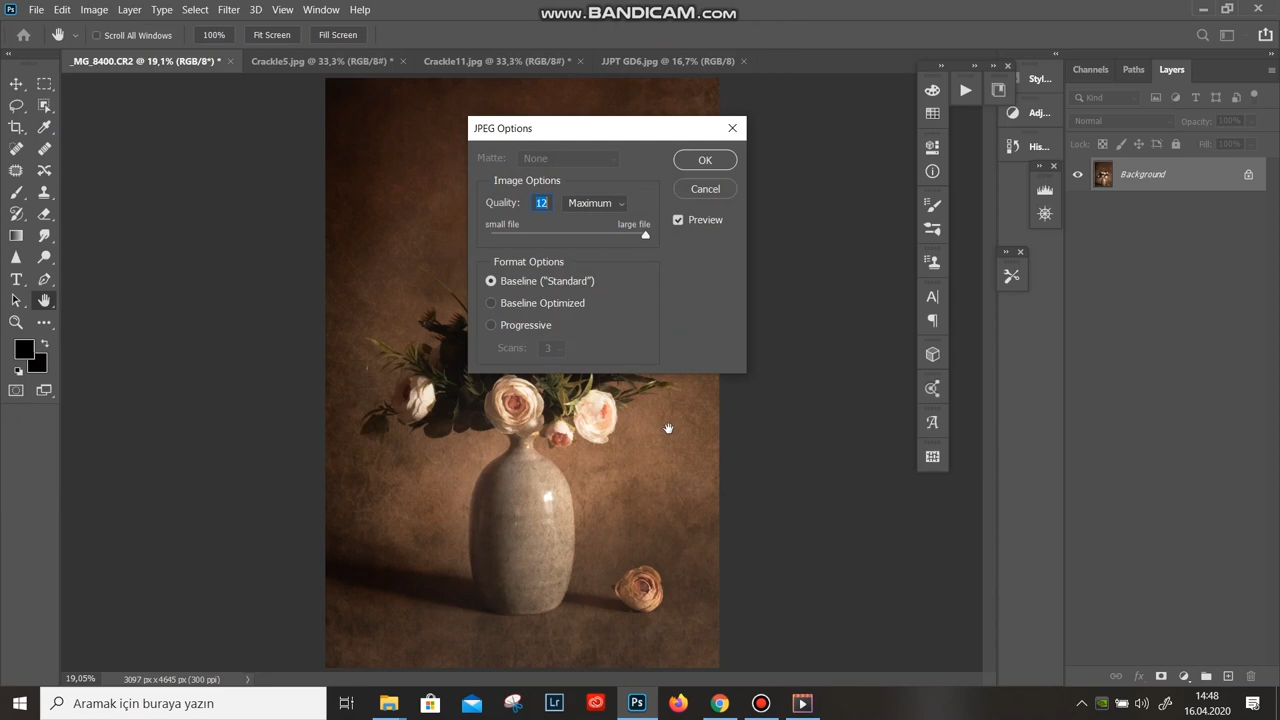 www.BANDICAM.com
Ps File Edit Image Layer Type Select Filter 3D View Window Help
Scroll All Windows 100% Fit Screen Fill Screen
_MG_8400.CR2 @ 19,1% (RGB/8*) * Crackle5.jpg @ 33,3% (RGB/8#) * Crackle11.jpg @ 33,3% (RGB/8#) * JJPT GD6.jpg @ 16,7% (RGB/8)
JPEG Options
Matte: None
OK
Image Options
Cancel
Quality: 12 Maximum
Preview
small file large file
Format Options
Baseline ("Standard")
Baseline Optimized
Progressive
Scans: 3
Styl...
Adj...
His...
Channels Paths Layers
Kind
Normal Opacity: 100%
Lock: Fill: 100%
Background
19,05% 3097 px x 4645 px (300 ppi)
Aramak için buraya yazın
Lr
Ps
14:48
16.04.2020